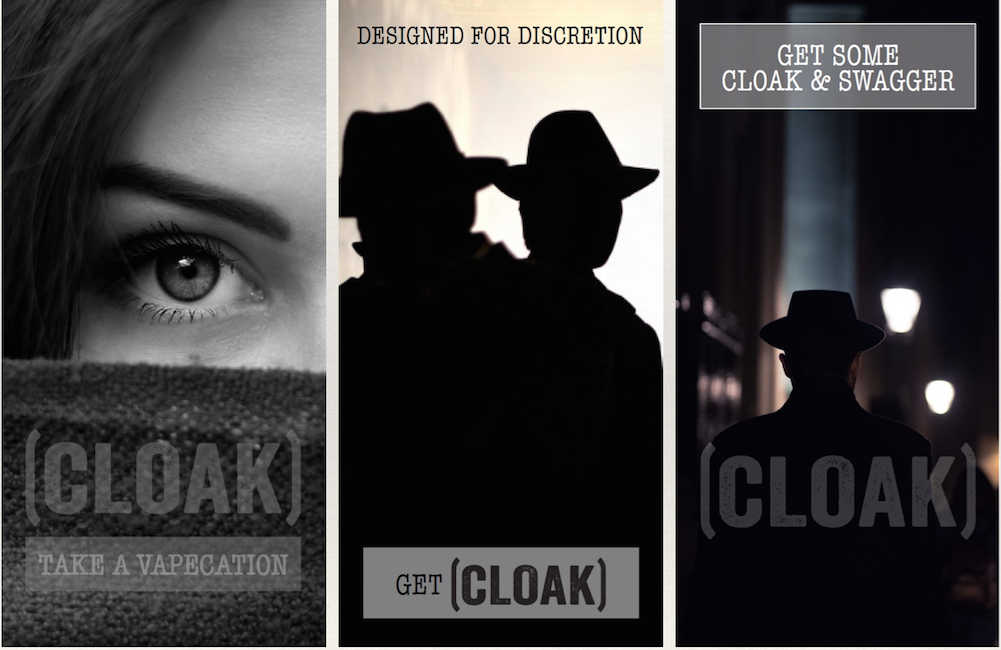 (CLOAK)
TAKE A VAPECATION
DESIGNED FOR DISCRETION
GET (CLOAK)
GET SOME
CLOAK & SWAGGER
(CLOAK)